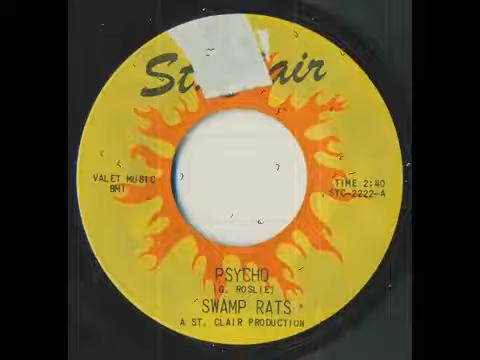 St. air
VALET MUSIC
BMI
TIME 2:40
STC-2222-A
PSYCHO
(G. ROSLIE)
SWAMP RATS
A ST. CLAIR PRODUCTION